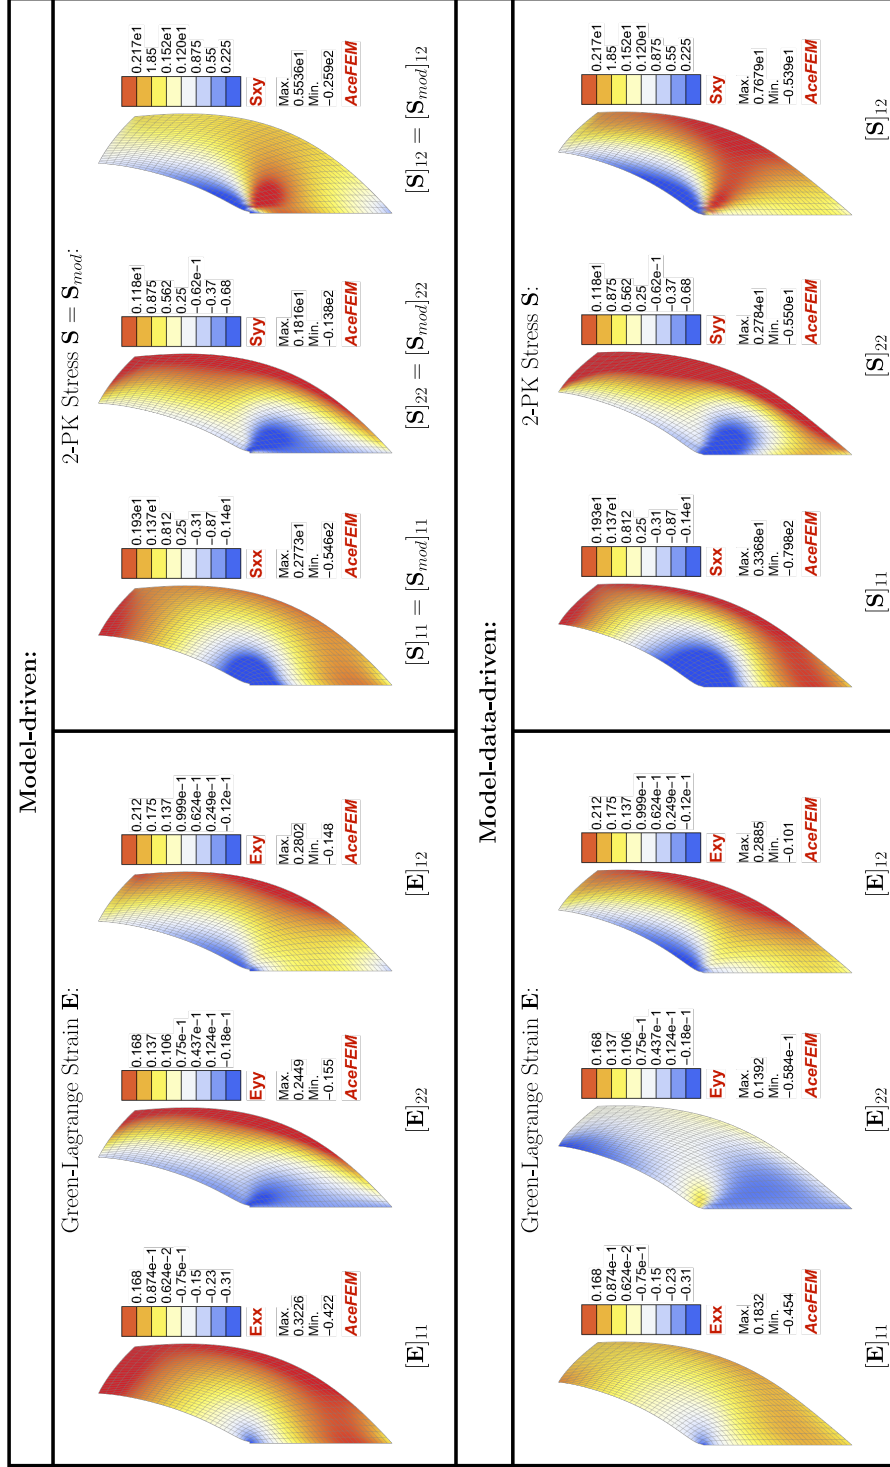 Model-driven:
Green-Lagrange Strain E:
0.168
0.874e−1
0.624e−2
−0.75e−1
−0.15
−0.23
−0.31
Exx
Max.
0.3226
Min.
−0.422
AceFEM
[E]11
0.168
0.137
0.106
0.75e−1
0.437e−1
0.124e−1
−0.18e−1
Eyy
Max.
0.2449
Min.
−0.155
AceFEM
[E]22
0.212
0.175
0.137
0.999e−1
0.624e−1
0.249e−1
−0.12e−1
Exy
Max.
0.2802
Min.
−0.148
AceFEM
[E]12
2-PK Stress S = Smod:
0.193e1
0.137e1
0.812
0.25
−0.31
−0.87
−0.14e1
Sxx
Max.
0.2773e1
Min.
−0.546e2
AceFEM
[S]11 = [Smod]11
0.118e1
0.875
0.562
0.25
−0.62e−1
−0.37
−0.68
Syy
Max.
0.1816e1
Min.
−0.138e2
AceFEM
[S]22 = [Smod]22
0.217e1
1.85
0.152e1
0.120e1
0.875
0.55
0.225
Sxy
Max.
0.5536e1
Min.
−0.259e2
AceFEM
[S]12 = [Smod]12
Model-data-driven:
Green-Lagrange Strain E:
0.168
0.874e−1
0.624e−2
−0.75e−1
−0.15
−0.23
−0.31
Exx
Max.
0.1832
Min.
−0.454
AceFEM
[E]11
0.168
0.137
0.106
0.75e−1
0.437e−1
0.124e−1
−0.18e−1
Eyy
Max.
0.1392
Min.
−0.584e−1
AceFEM
[E]22
0.212
0.175
0.137
0.999e−1
0.624e−1
0.249e−1
−0.12e−1
Exy
Max.
0.2885
Min.
−0.101
AceFEM
[E]12
2-PK Stress S:
0.193e1
0.137e1
0.812
0.25
−0.31
−0.87
−0.14e1
Sxx
Max.
0.3368e1
Min.
−0.798e2
AceFEM
[S]11
0.118e1
0.875
0.562
0.25
−0.62e−1
−0.37
−0.68
Syy
Max.
0.2784e1
Min.
−0.550e1
AceFEM
[S]22
0.217e1
1.85
0.152e1
0.120e1
0.875
0.55
0.225
Sxy
Max.
0.7679e1
Min.
−0.539e1
AceFEM
[S]12